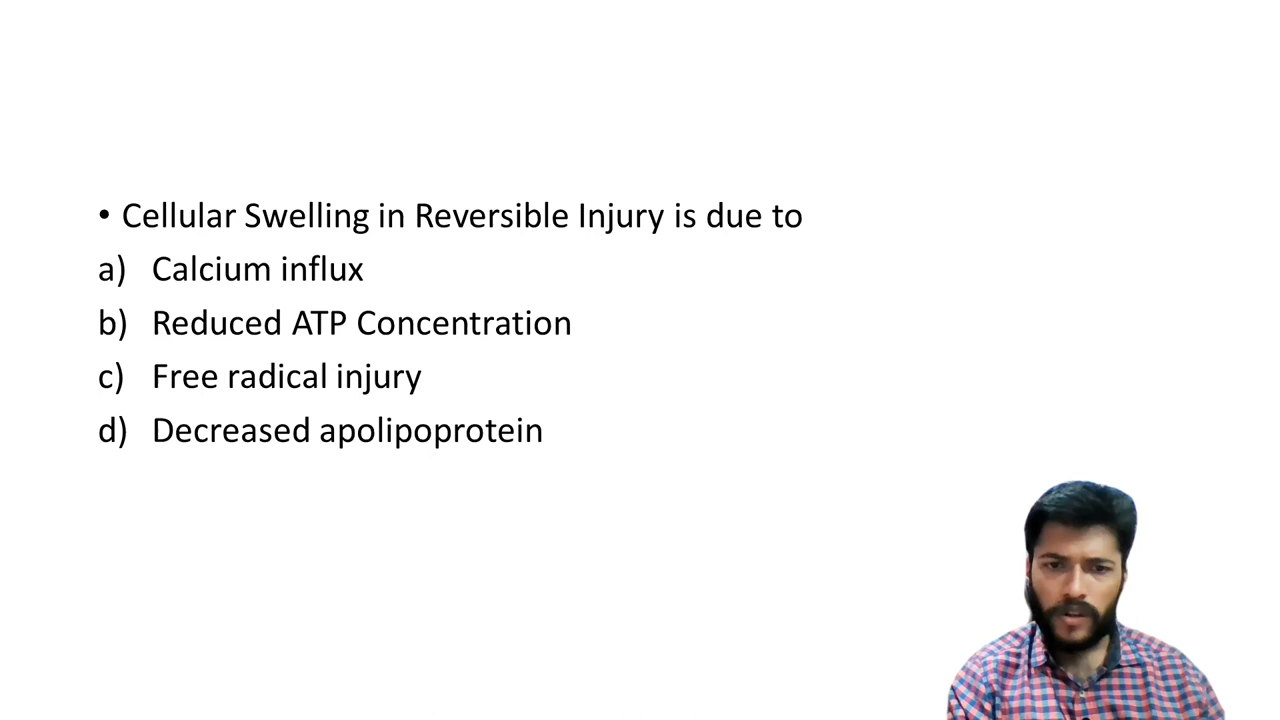 • Cellular Swelling in Reversible Injury is due to
a) Calcium influx
b) Reduced ATP Concentration
c) Free radical injury
d) Decreased apolipoprotein